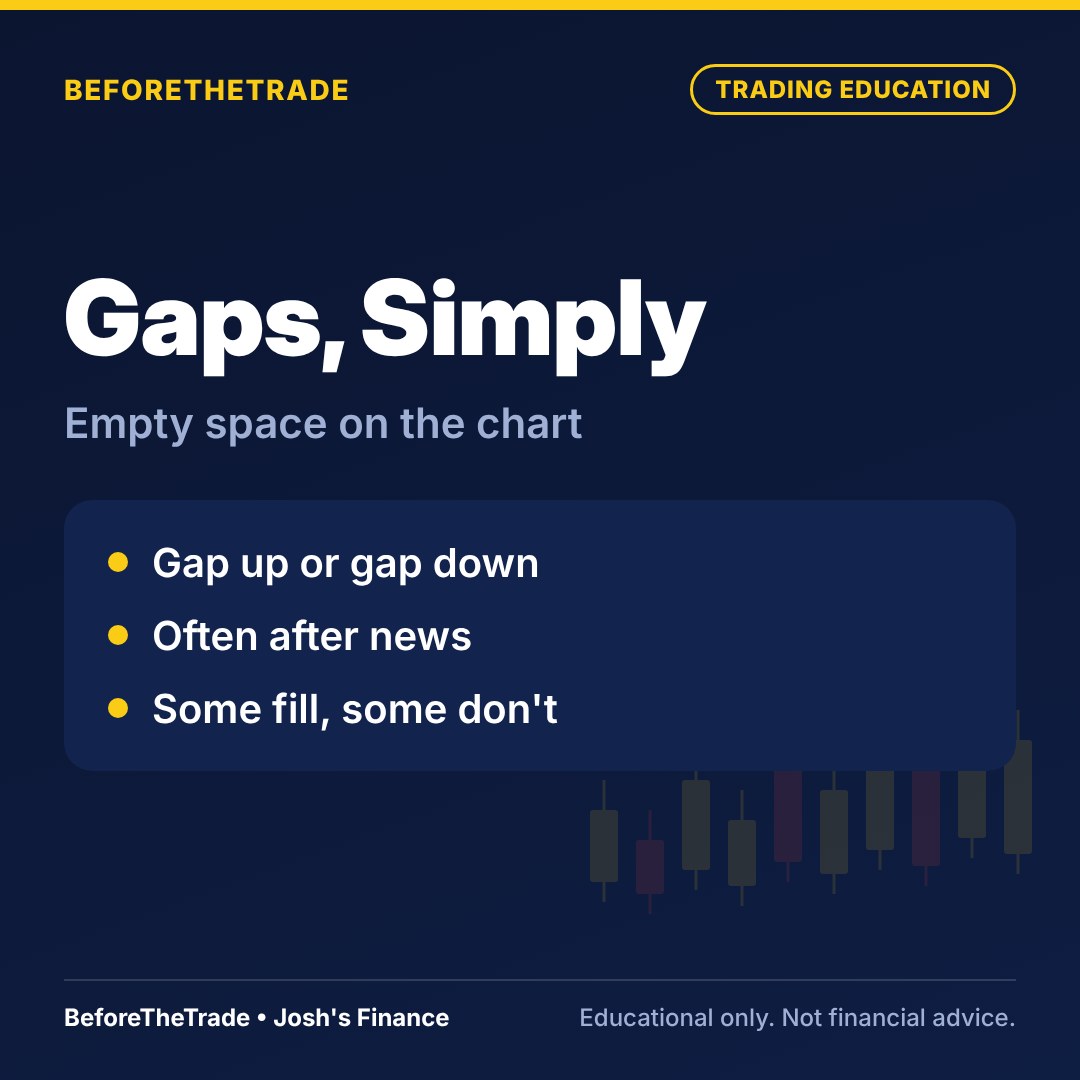 BEFORETHETRADE
TRADING EDUCATION
Gaps, Simply
Empty space on the chart
Gap up or gap down
Often after news
Some fill, some don't
BeforeTheTrade • Josh's Finance
Educational only. Not financial advice.